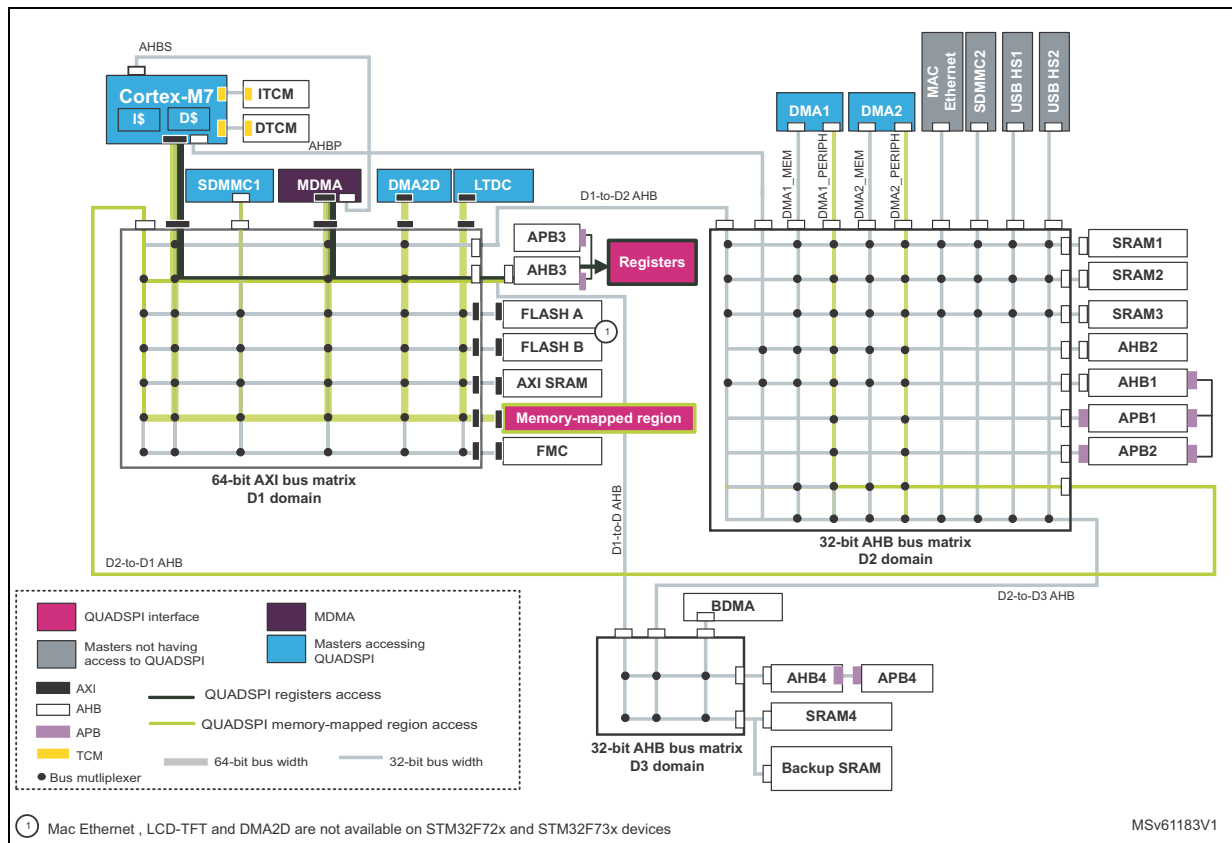 AHBS
Cortex-M7
I$
D$
ITCM
DTCM
AHBP
SDMMC1
MDMA
DMA2D
LTDC
D1-to-D2 AHB
DMA1
DMA2
MAC
Ethernet
SDMMC2
USB HS1
USB HS2
DMA1_MEM
DMA1_PERIPH
DMA2_MEM
DMA2_PERIPH
APB3
AHB3
Registers
FLASH A
1
FLASH B
AXI SRAM
Memory-mapped region
FMC
64-bit AXI bus matrix
D1 domain
SRAM1
SRAM2
SRAM3
AHB2
AHB1
APB1
APB2
32-bit AHB bus matrix
D2 domain
D1-to-D AHB
D2-to-D1 AHB
D2-to-D3 AHB
BDMA
AHB4
APB4
SRAM4
Backup SRAM
32-bit AHB bus matrix
D3 domain
QUADSPI interface
MDMA
Masters not having
access to QUADSPI
Masters accessing
QUADSPI
AXI
QUADSPI registers access
AHB
QUADSPI memory-mapped region access
APB
TCM
64-bit bus width
32-bit bus width
Bus mutliplexer
1 Mac Ethernet , LCD-TFT and DMA2D are not available on STM32F72x and STM32F73x devices
MSv61183V1